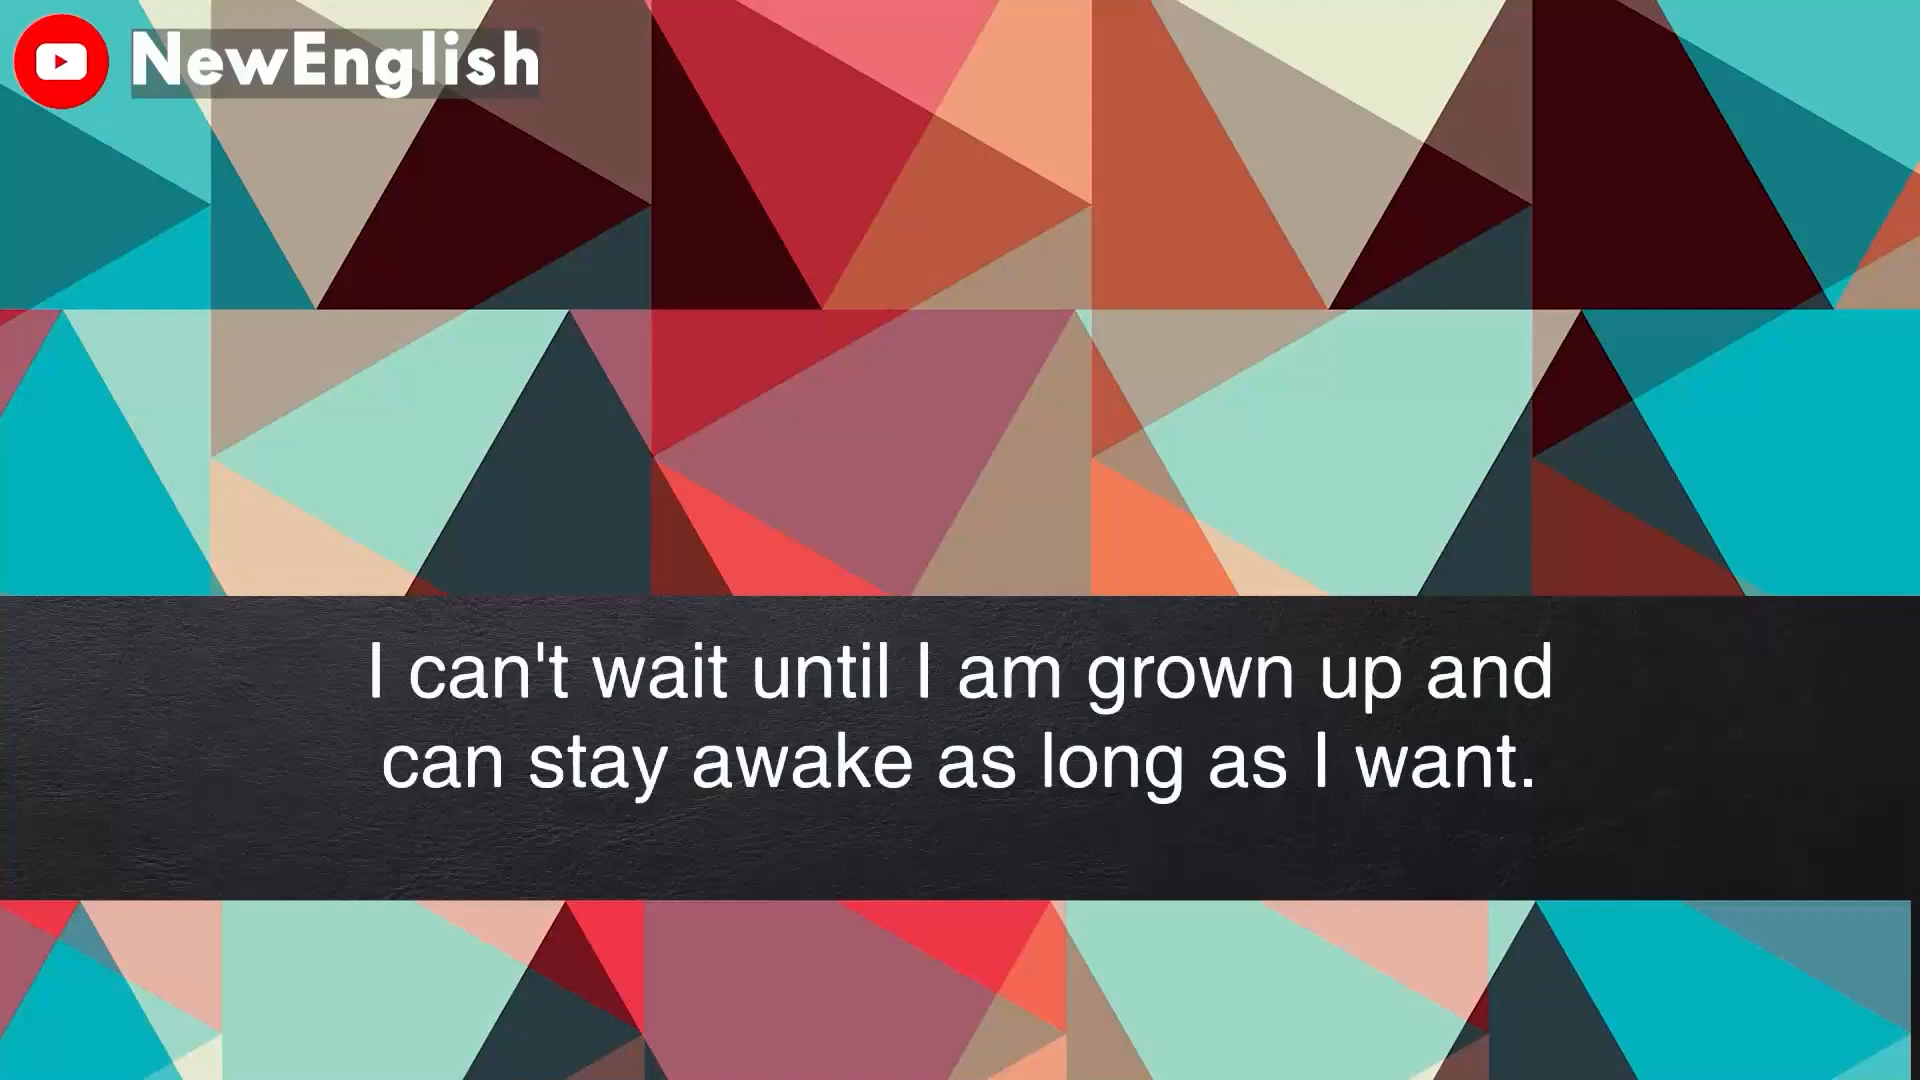 NewEnglish
I can't wait until I am grown up and
can stay awake as long as I want.